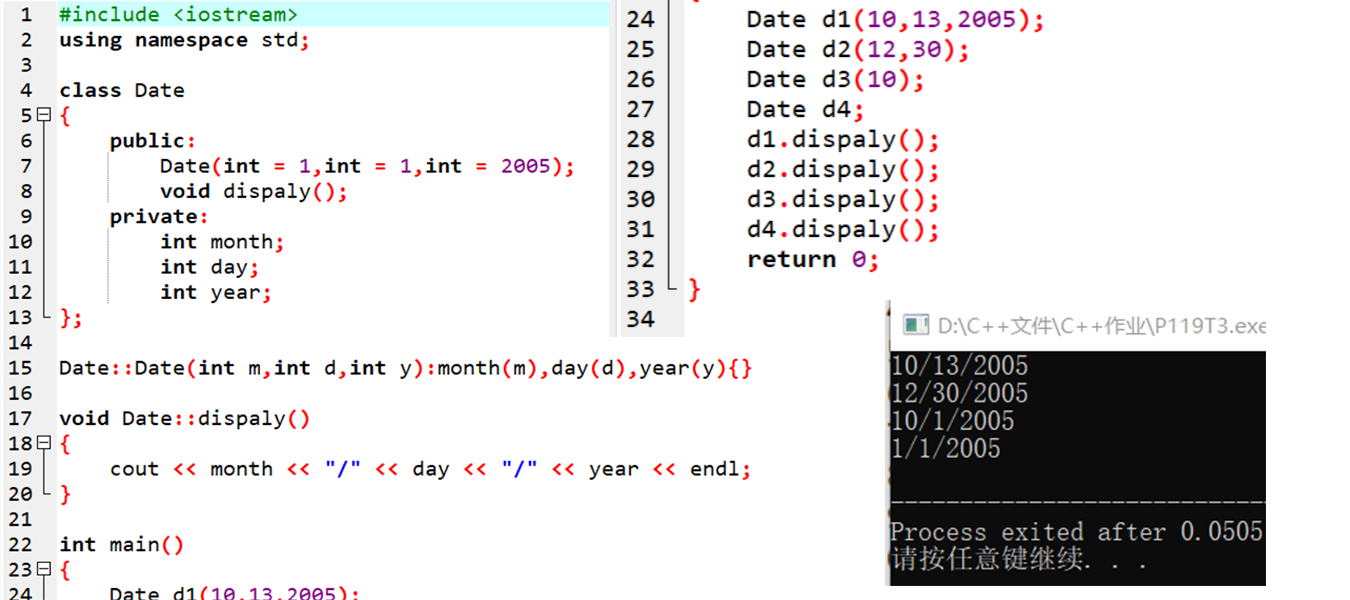 1 #include <iostream>
2 using namespace std;
3
4 class Date
5 {
6 public:
7 Date(int = 1,int = 1,int = 2005);
8 void dispaly();
9 private:
10 int month;
11 int day;
12 int year;
13 };
14
15 Date::Date(int m,int d,int y):month(m),day(d),year(y){}
16
17 void Date::dispaly()
18 {
19 cout << month << "/" << day << "/" << year << endl;
20 }
21
22 int main()
23 {
24 Date d1(10,13,2005);
24 Date d1(10,13,2005);
25 Date d2(12,30);
26 Date d3(10);
27 Date d4;
28 d1.dispaly();
29 d2.dispaly();
30 d3.dispaly();
31 d4.dispaly();
32 return 0;
33 }
34
D:\C++文件\C++作业\P119T3.exe
10/13/2005
12/30/2005
10/1/2005
1/1/2005
--------------------------------
Process exited after 0.0505
请按任意键继续. . .